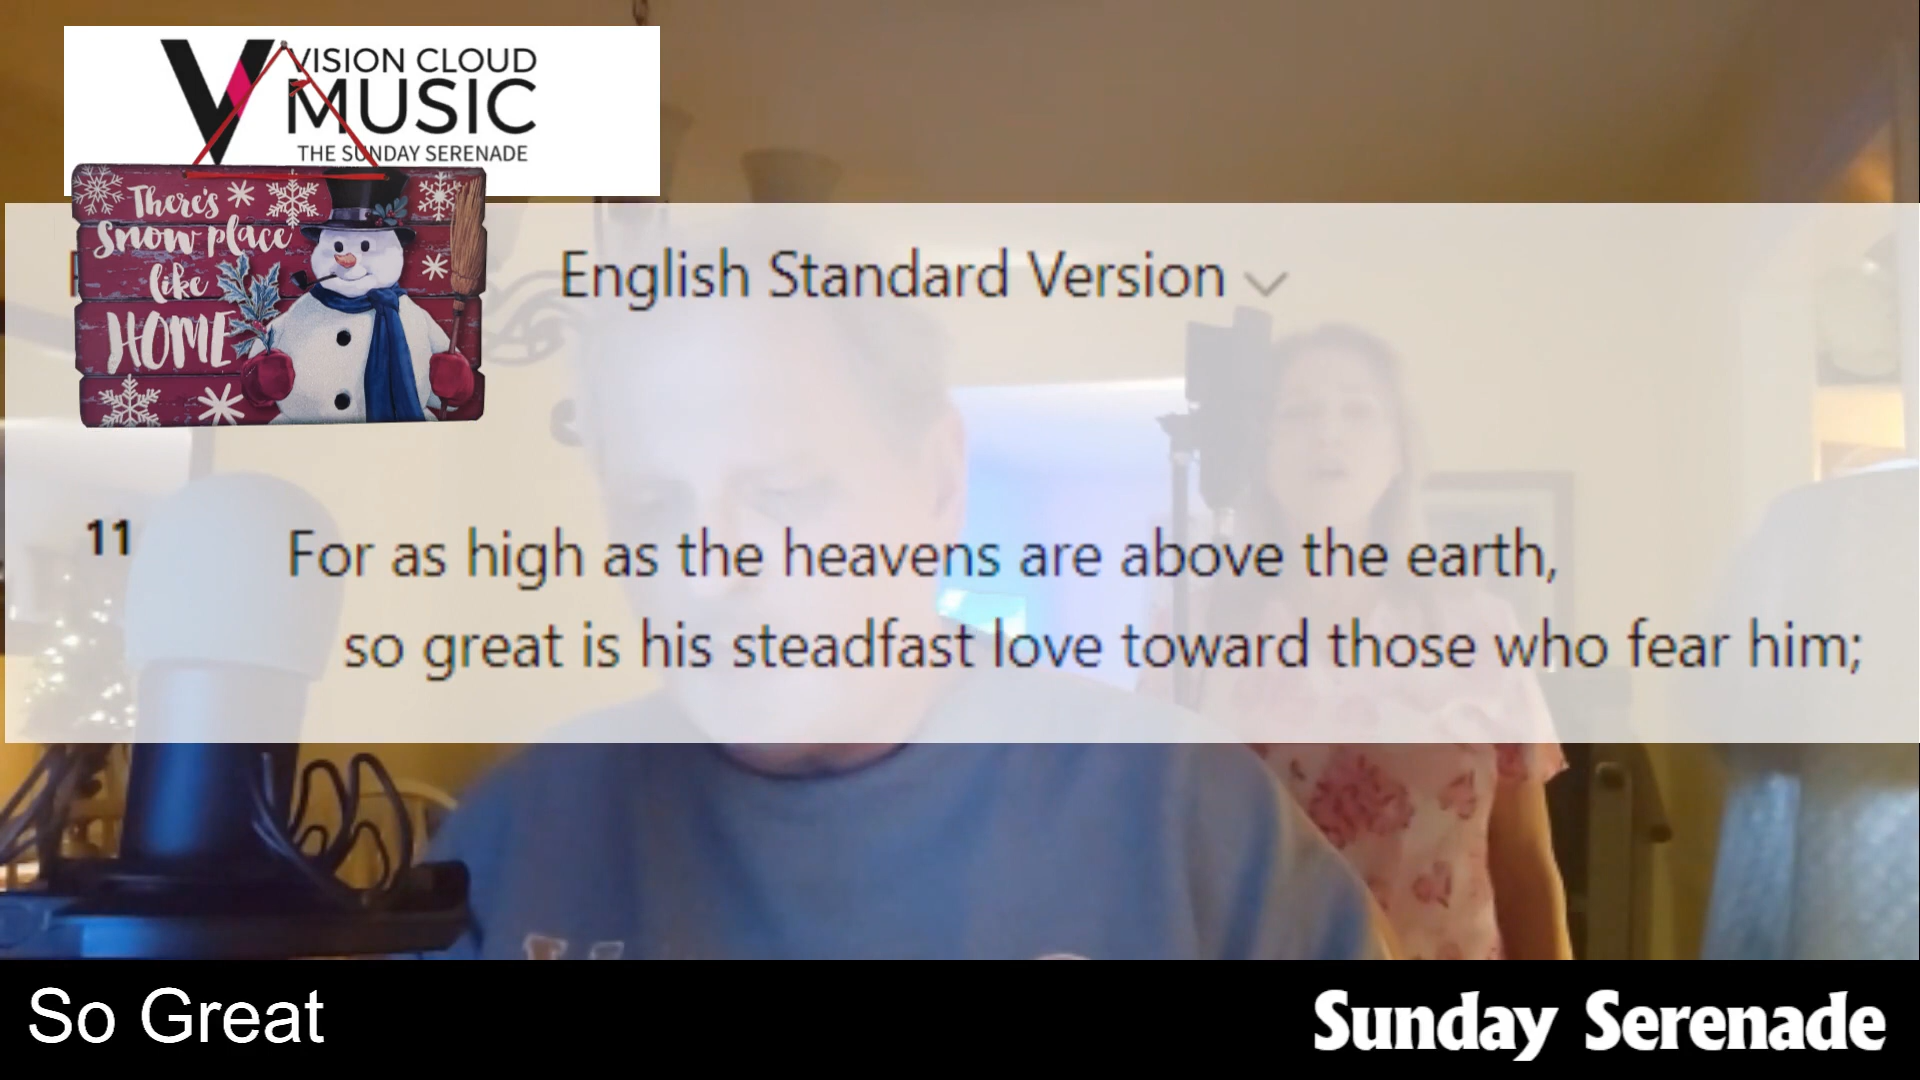 VISION CLOUD
MUSIC
THE SUNDAY SERENADE
There's
Snow place
like
HOME
English Standard Version
11
For as high as the heavens are above the earth,
so great is his steadfast love toward those who fear him;
So Great
Sunday Serenade